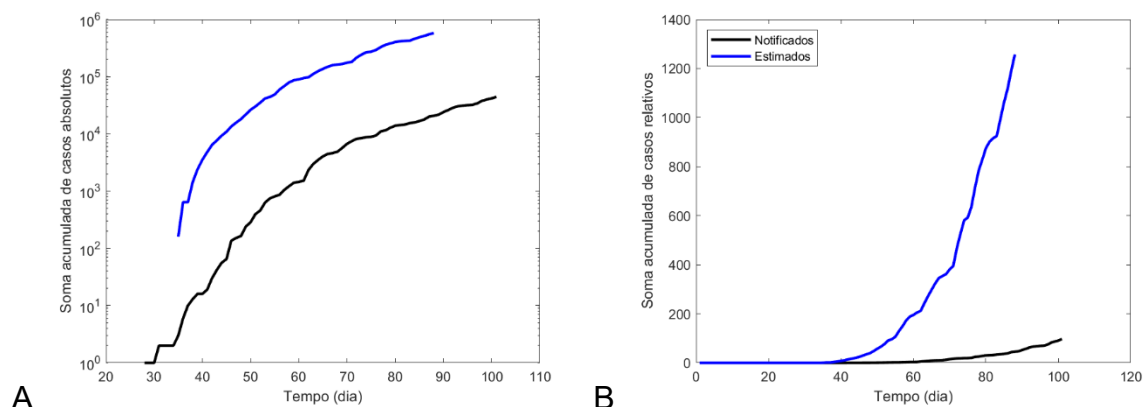 Soma acumulada de casos absolutos
10^6
10^5
10^4
10^3
10^2
10^1
10^0
20 30 40 50 60 70 80 90 100 110
Tempo (dia)
A
Soma acumulada de casos relativos
1400
1200
1000
800
600
400
200
0
Notificados
Estimados
20 40 60 80 100 120
Tempo (dia)
B